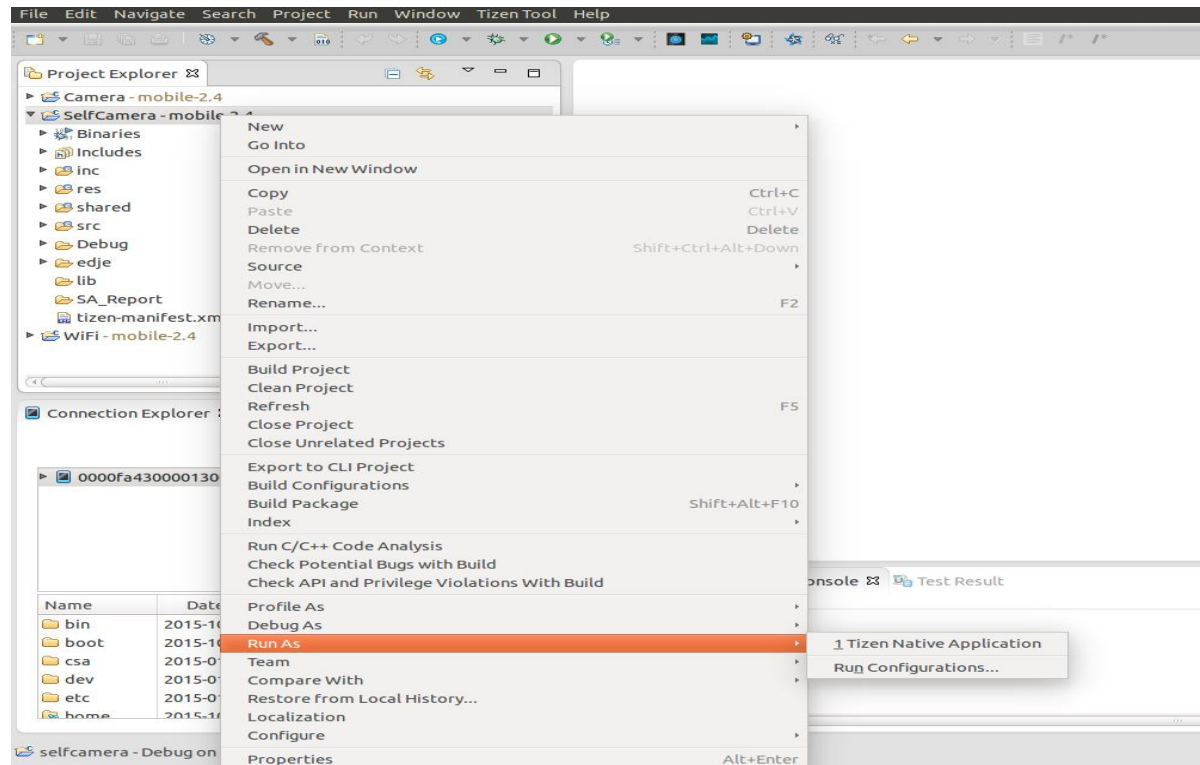 File Edit Navigate Search Project Run Window Tizen Tool Help
Project Explorer
Camera - mobile-2.4
SelfCamera - mobile-2.4
Binaries
Includes
inc
res
shared
src
Debug
edje
lib
SA_Report
tizen-manifest.xm
WiFi - mobile-2.4
Connection Explorer
0000fa430000130
Name Date
bin 2015-10
boot 2015-10
csa 2015-0
dev 2015-0
etc 2015-0
home 2015-10
selfcamera - Debug on
New
Go Into
Open in New Window
Copy Ctrl+C
Paste Ctrl+V
Delete Delete
Remove from Context Shift+Ctrl+Alt+Down
Source
Move...
Rename... F2
Import...
Export...
Build Project
Clean Project
Refresh F5
Close Project
Close Unrelated Projects
Export to CLI Project
Build Configurations
Build Package Shift+Alt+F10
Index
Run C/C++ Code Analysis
Check Potential Bugs with Build
Check API and Privilege Violations With Build
Profile As
Debug As
Run As
Team
Compare With
Restore from Local History...
Localization
Configure
Properties Alt+Enter
1 Tizen Native Application
Run Configurations...
onsole Test Result